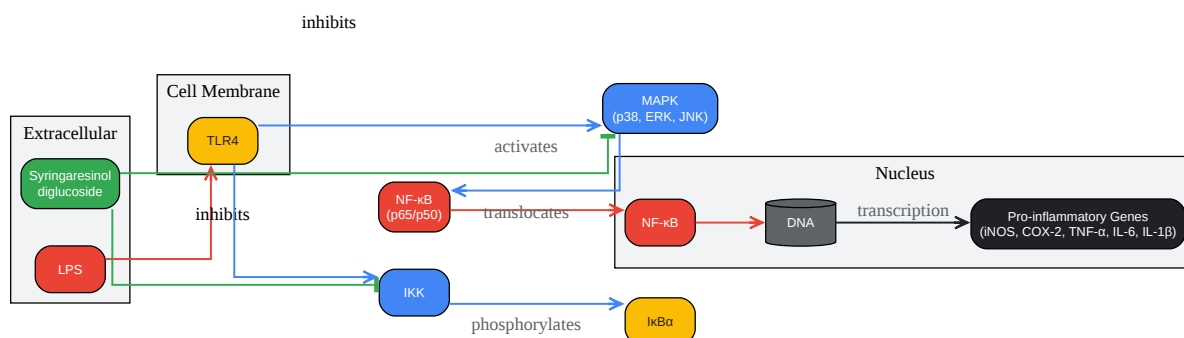 inhibits
Cell Membrane
TLR4
MAPK
(p38, ERK, JNK)
Extracellular
activates
Syringaresinol
diglucoside
Nucleus
NF-κB
(p65/p50)
inhibits
translocates
NF-κB
DNA
transcription
Pro-inflammatory Genes
(iNOS, COX-2, TNF-α, IL-6, IL-1β)
LPS
IKK
phosphorylates
IκBα